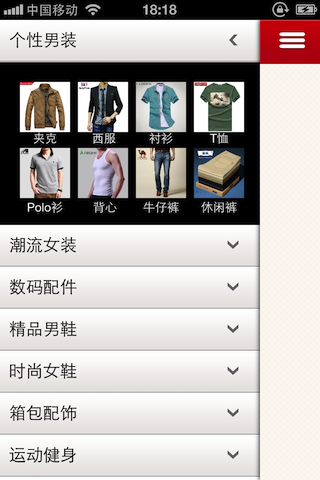 中国移动 18:18
个性男装
夹克 西服 衬衫 T恤
Polo衫 背心 牛仔裤 休闲裤
潮流女装
数码配件
精品男鞋
时尚女鞋
箱包配饰
运动健身